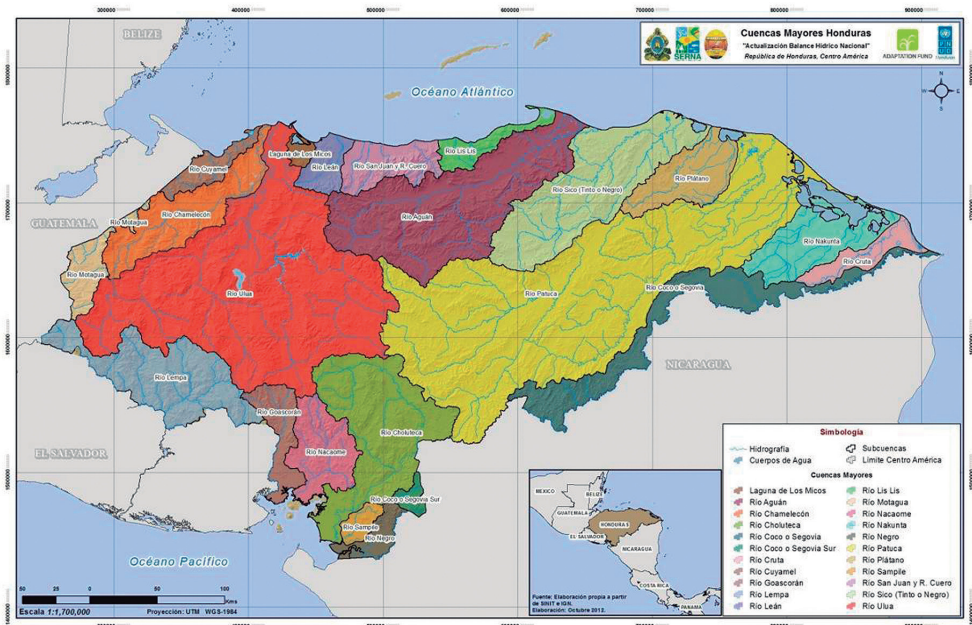 Cuencas Mayores Honduras
"Actualización Balance Hídrico Nacional"
República de Honduras, Centro América
SERNA
ADAPTATION FUND
N
W
E
S
BELIZE
Océano Atlántico
Laguna de Los Micos
Río Cuyamel
Río León
Río San Juan y R. Cuero
Río Lis Lis
Río Motagua
Río Chamelecón
Río Aguán
Río Sico (Tinto o Negro)
Río Plátano
GUATEMALA
Río Motagua
Río Ulua
Río Patuca
Río Nakunta
Río Cruta
Río Coco o Segovia
NICARAGUA
Río Lempa
Río Goascorán
Río Choluteca
Río Nacaome
EL SALVADOR
Río Coco o Segovia Sur
Río Sampile
Río Negro
Océano Pacífico
300000
400000
500000
600000
700000
800000
50 25 0 50 100
Kms
Escala 1:1,700,000
Proyección: UTM WGS-1984
MEXICO
BELIZE
GUATEMALA
HONDURAS
EL SALVADOR
NICARAGUA
COSTA RICA
PANAMA
Fuente: Elaboración propia a partir
de SINIT e IGN.
Elaboración: Octubre 2013.
Simbología
Hidrografía
Cuerpos de Agua
Subcuencas
Límite Centro América
Cuencas Mayores
Laguna de Los Micos
Río Aguán
Río Chamelecón
Río Choluteca
Río Coco o Segovia
Río Coco o Segovia Sur
Río Cruta
Río Cuyamel
Río Goascorán
Río Lempa
Río León
Río Lis Lis
Río Motagua
Río Nacaome
Río Nakunta
Río Negro
Río Patuca
Río Plátano
Río Sampile
Río San Juan y R. Cuero
Río Sico (Tinto o Negro)
Río Ulua